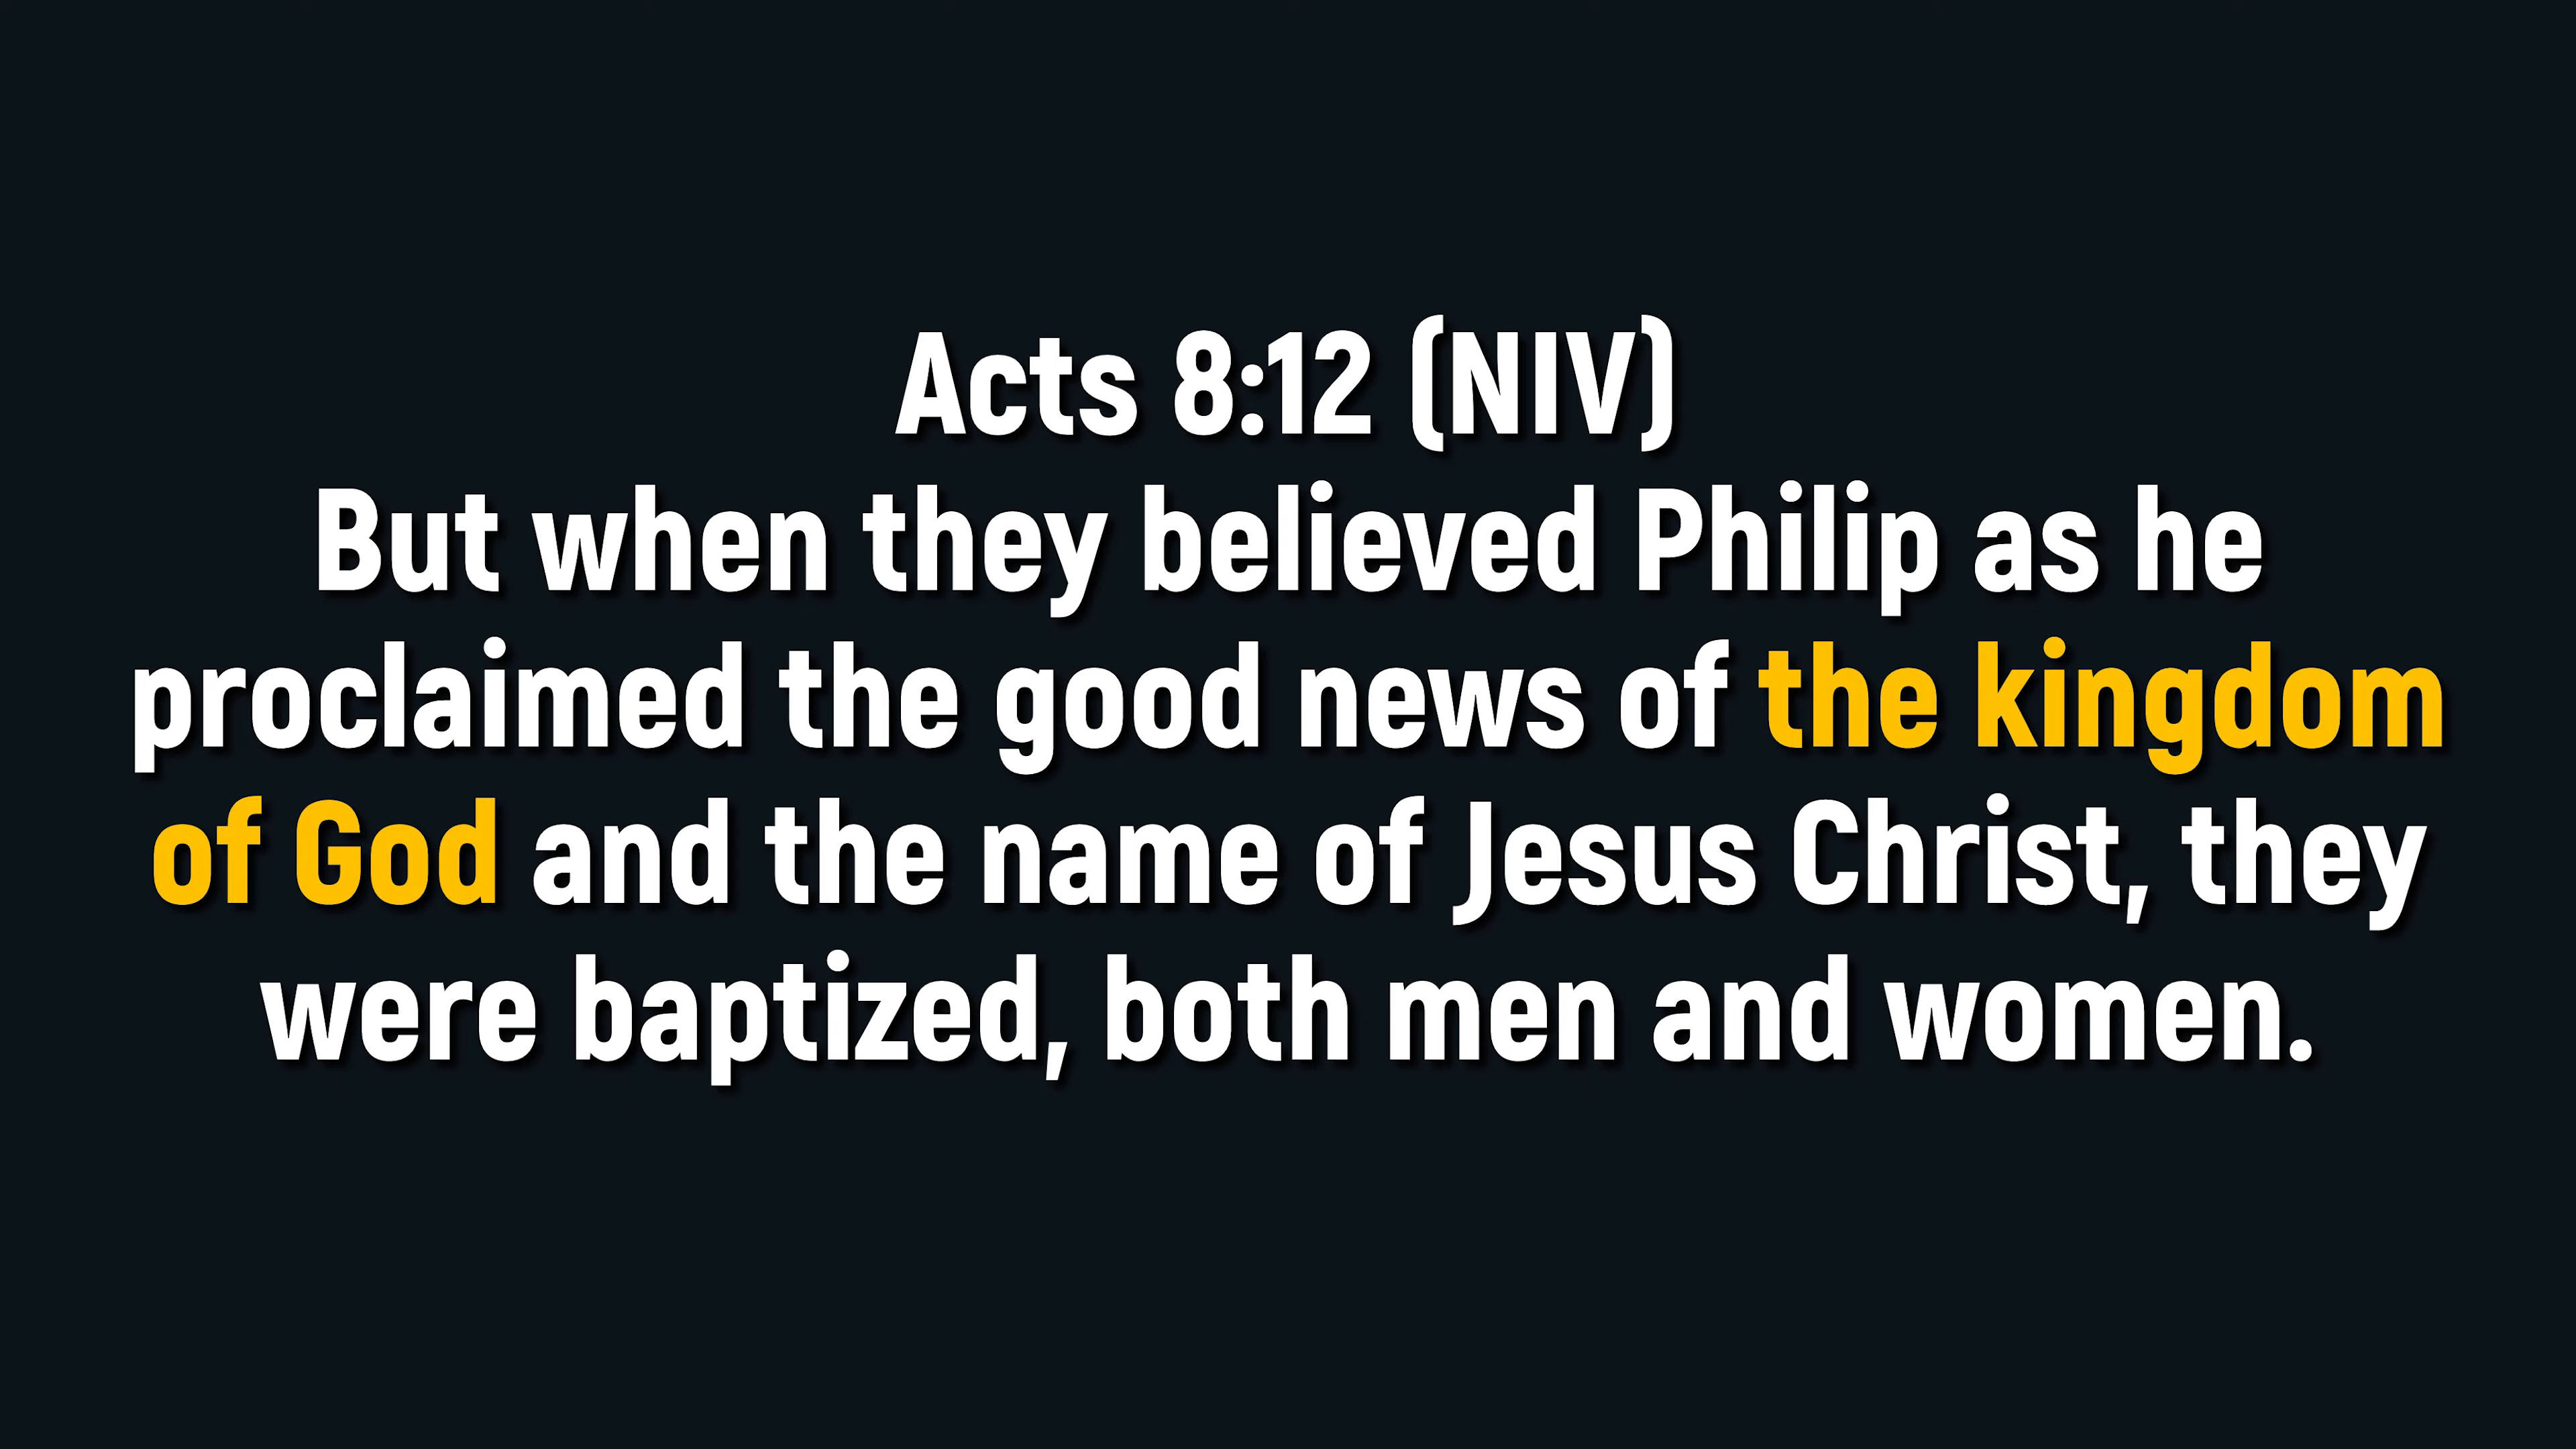 Acts 8:12 (NIV)
But when they believed Philip as he
proclaimed the good news of the kingdom
of God and the name of Jesus Christ, they
were baptized, both men and women.